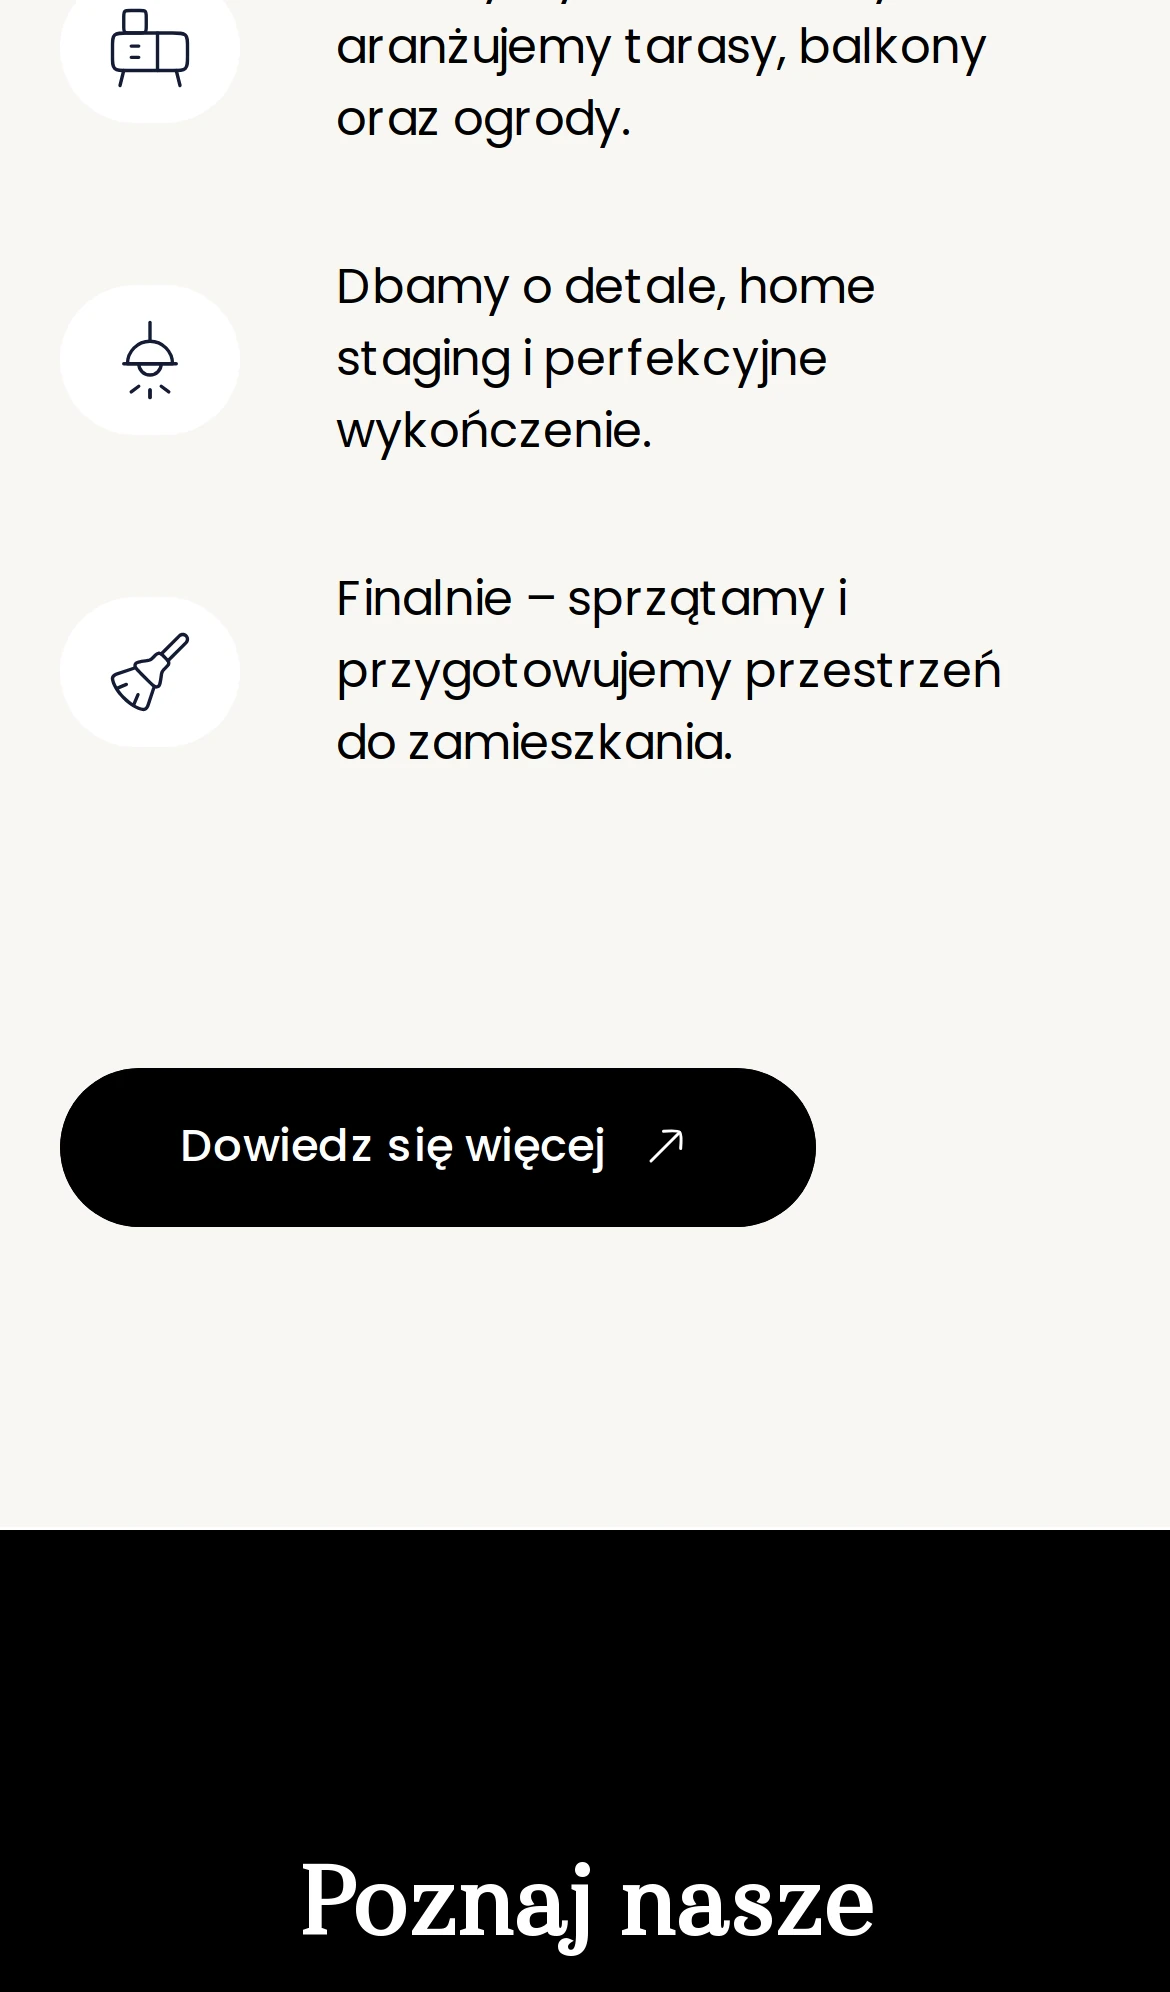 aranżujemy tarasy, balkony
oraz ogrody.
Dbamy o detale, home
staging i perfekcyjne
wykończenie.
Finalnie – sprzątamy i
przygotowujemy przestrzeń
do zamieszkania.
Dowiedz się więcej
Poznaj nasze